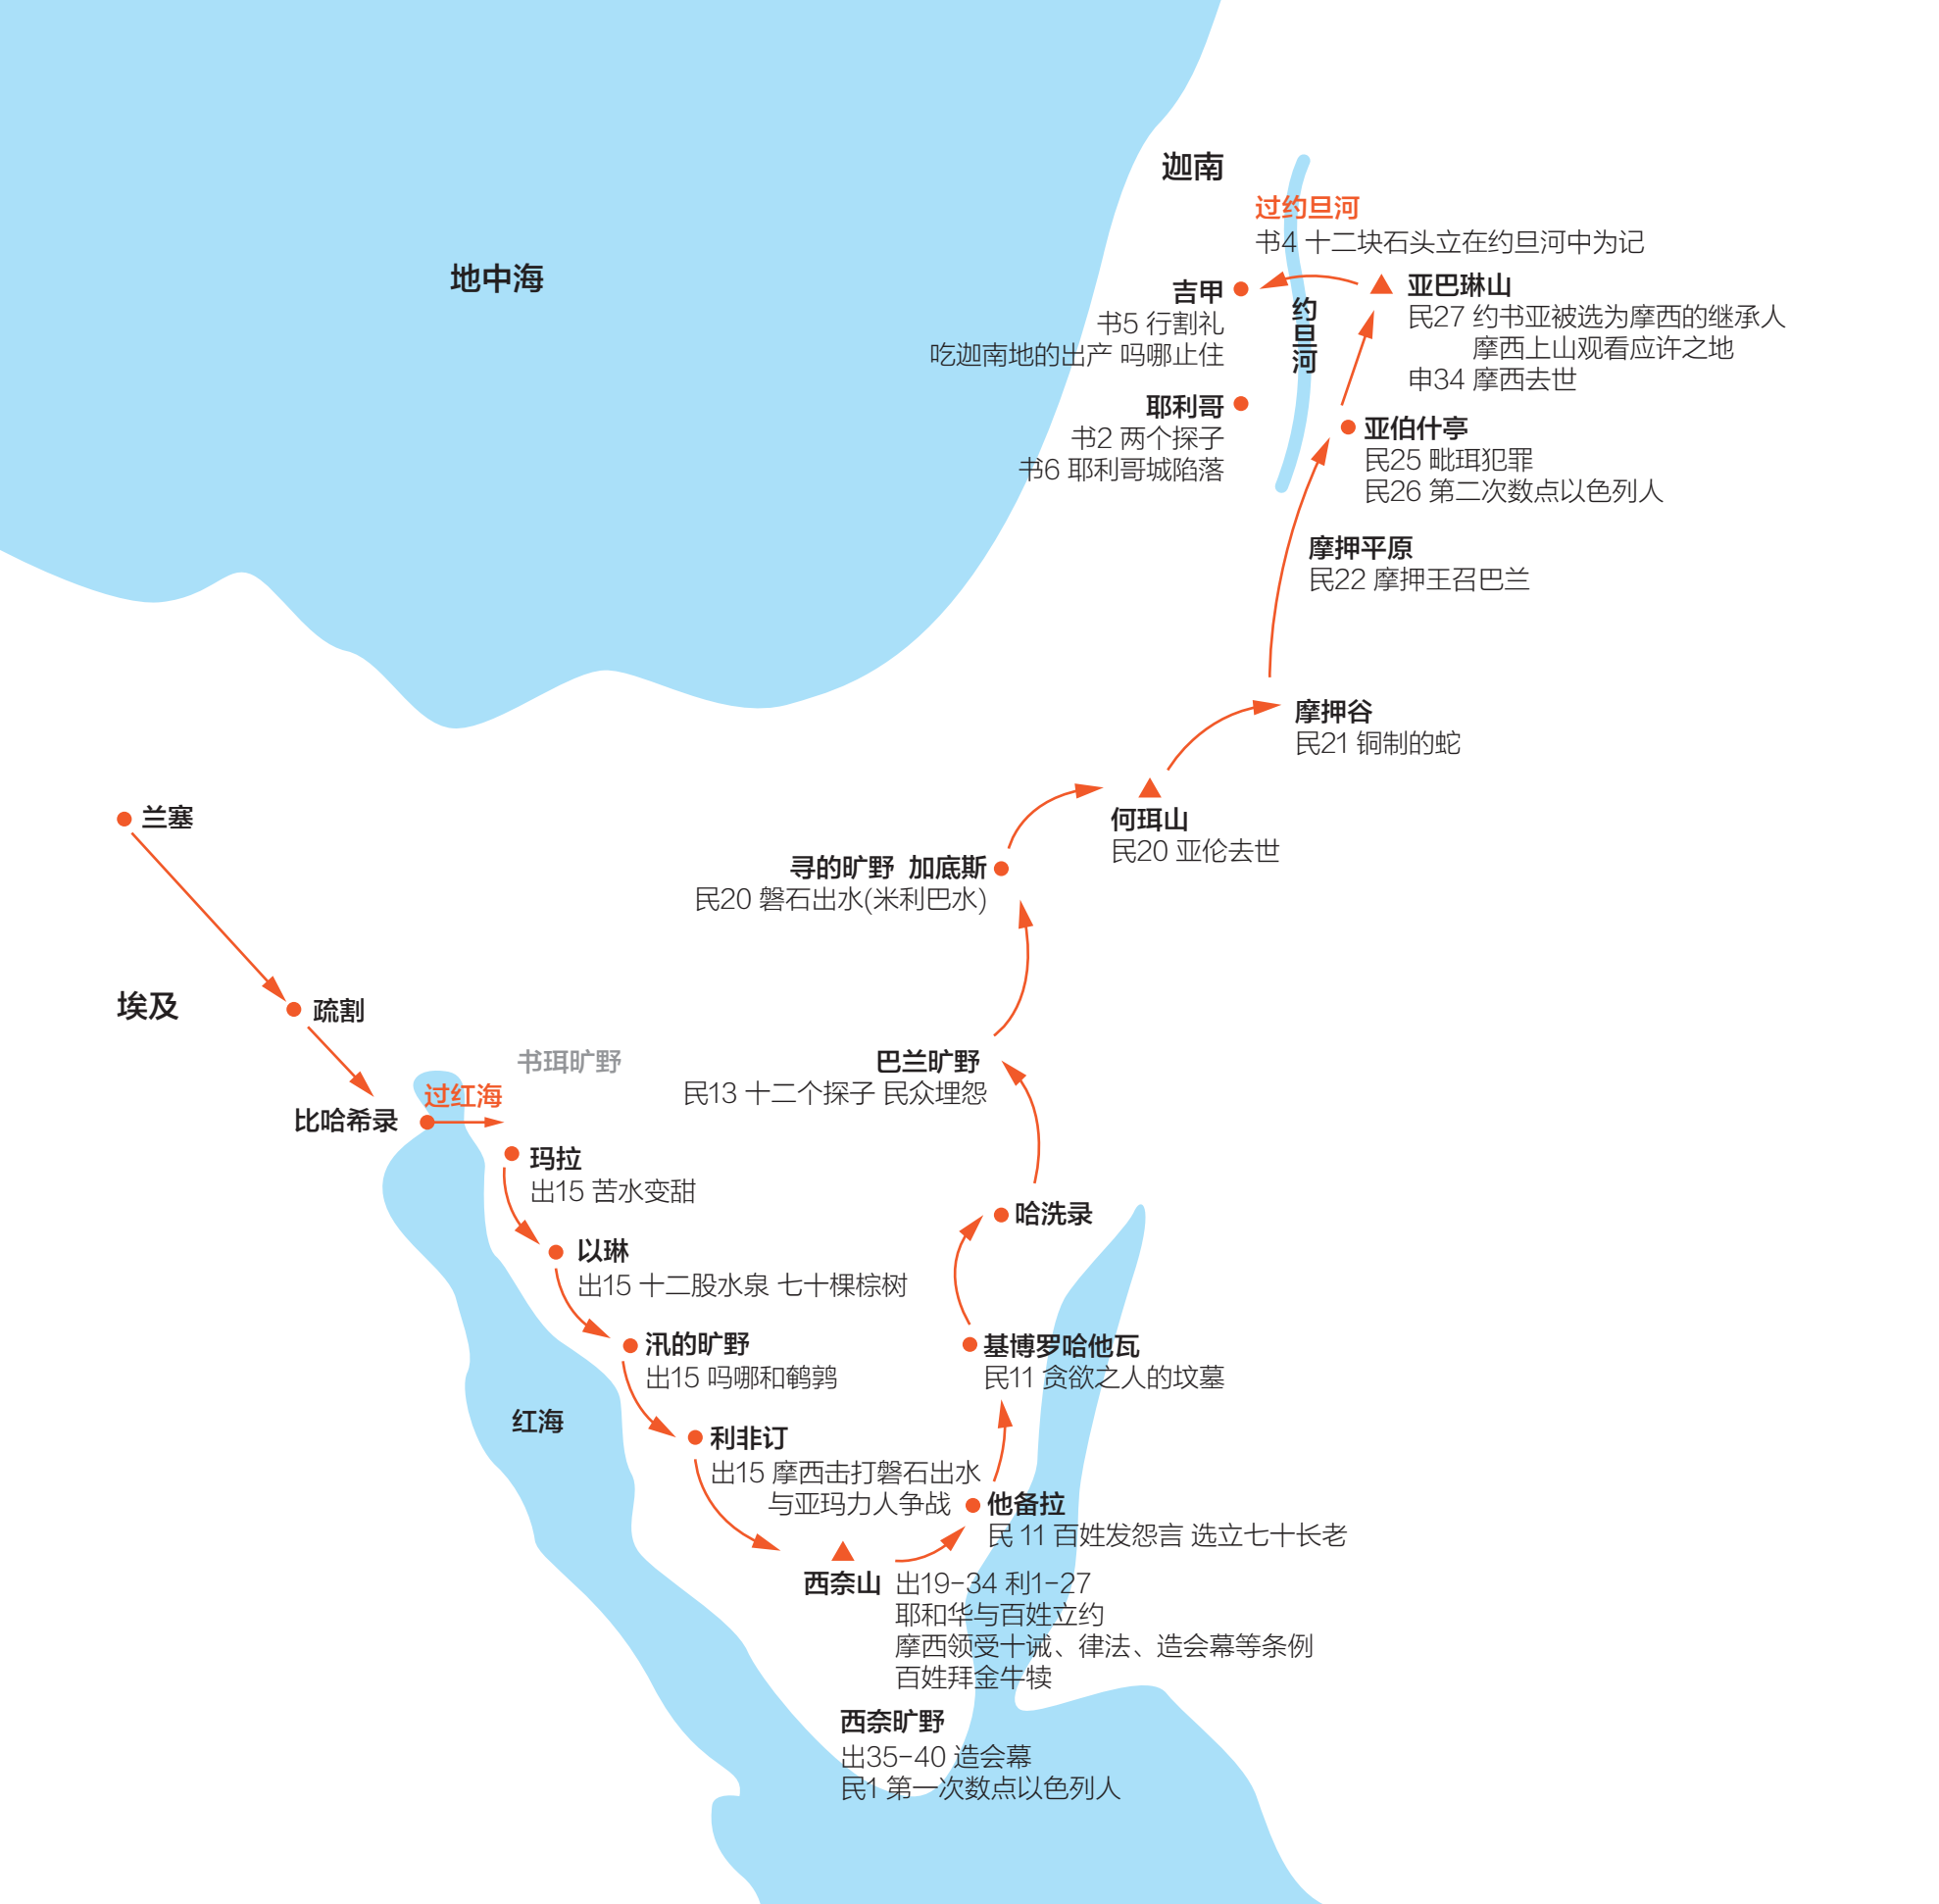 迦南
过约旦河
书4 十二块石头立在约旦河中为记
地中海
吉甲
书5 行割礼
吃迦南地的出产 吗哪止住
约旦河
亚巴琳山
民27 约书亚被选为摩西的继承人
摩西上山观看应许之地
申34 摩西去世
耶利哥
书2 两个探子
书6 耶利哥城陷落
亚伯什亭
民25 毗珥犯罪
民26 第二次数点以色列人
摩押平原
民22 摩押王召巴兰
摩押谷
民21 铜制的蛇
兰塞
何珥山
民20 亚伦去世
寻的旷野 加底斯
民20 磐石出水(米利巴水)
埃及
疏割
书珥旷野
巴兰旷野
民13 十二个探子 民众埋怨
过红海
比哈希录
玛拉
出15 苦水变甜
哈洗录
以琳
出15 十二股水泉 七十棵棕树
汛的旷野
出15 吗哪和鹌鹑
基博罗哈他瓦
民11 贪欲之人的坟墓
红海
利非订
出15 摩西击打磐石出水
与亚玛力人争战
他备拉
民 11 百姓发怨言 选立七十长老
西奈山
出19-34 利1-27
耶和华与百姓立约
摩西领受十诫、律法、造会幕等条例
百姓拜金牛犊
西奈旷野
出35-40 造会幕
民1 第一次数点以色列人